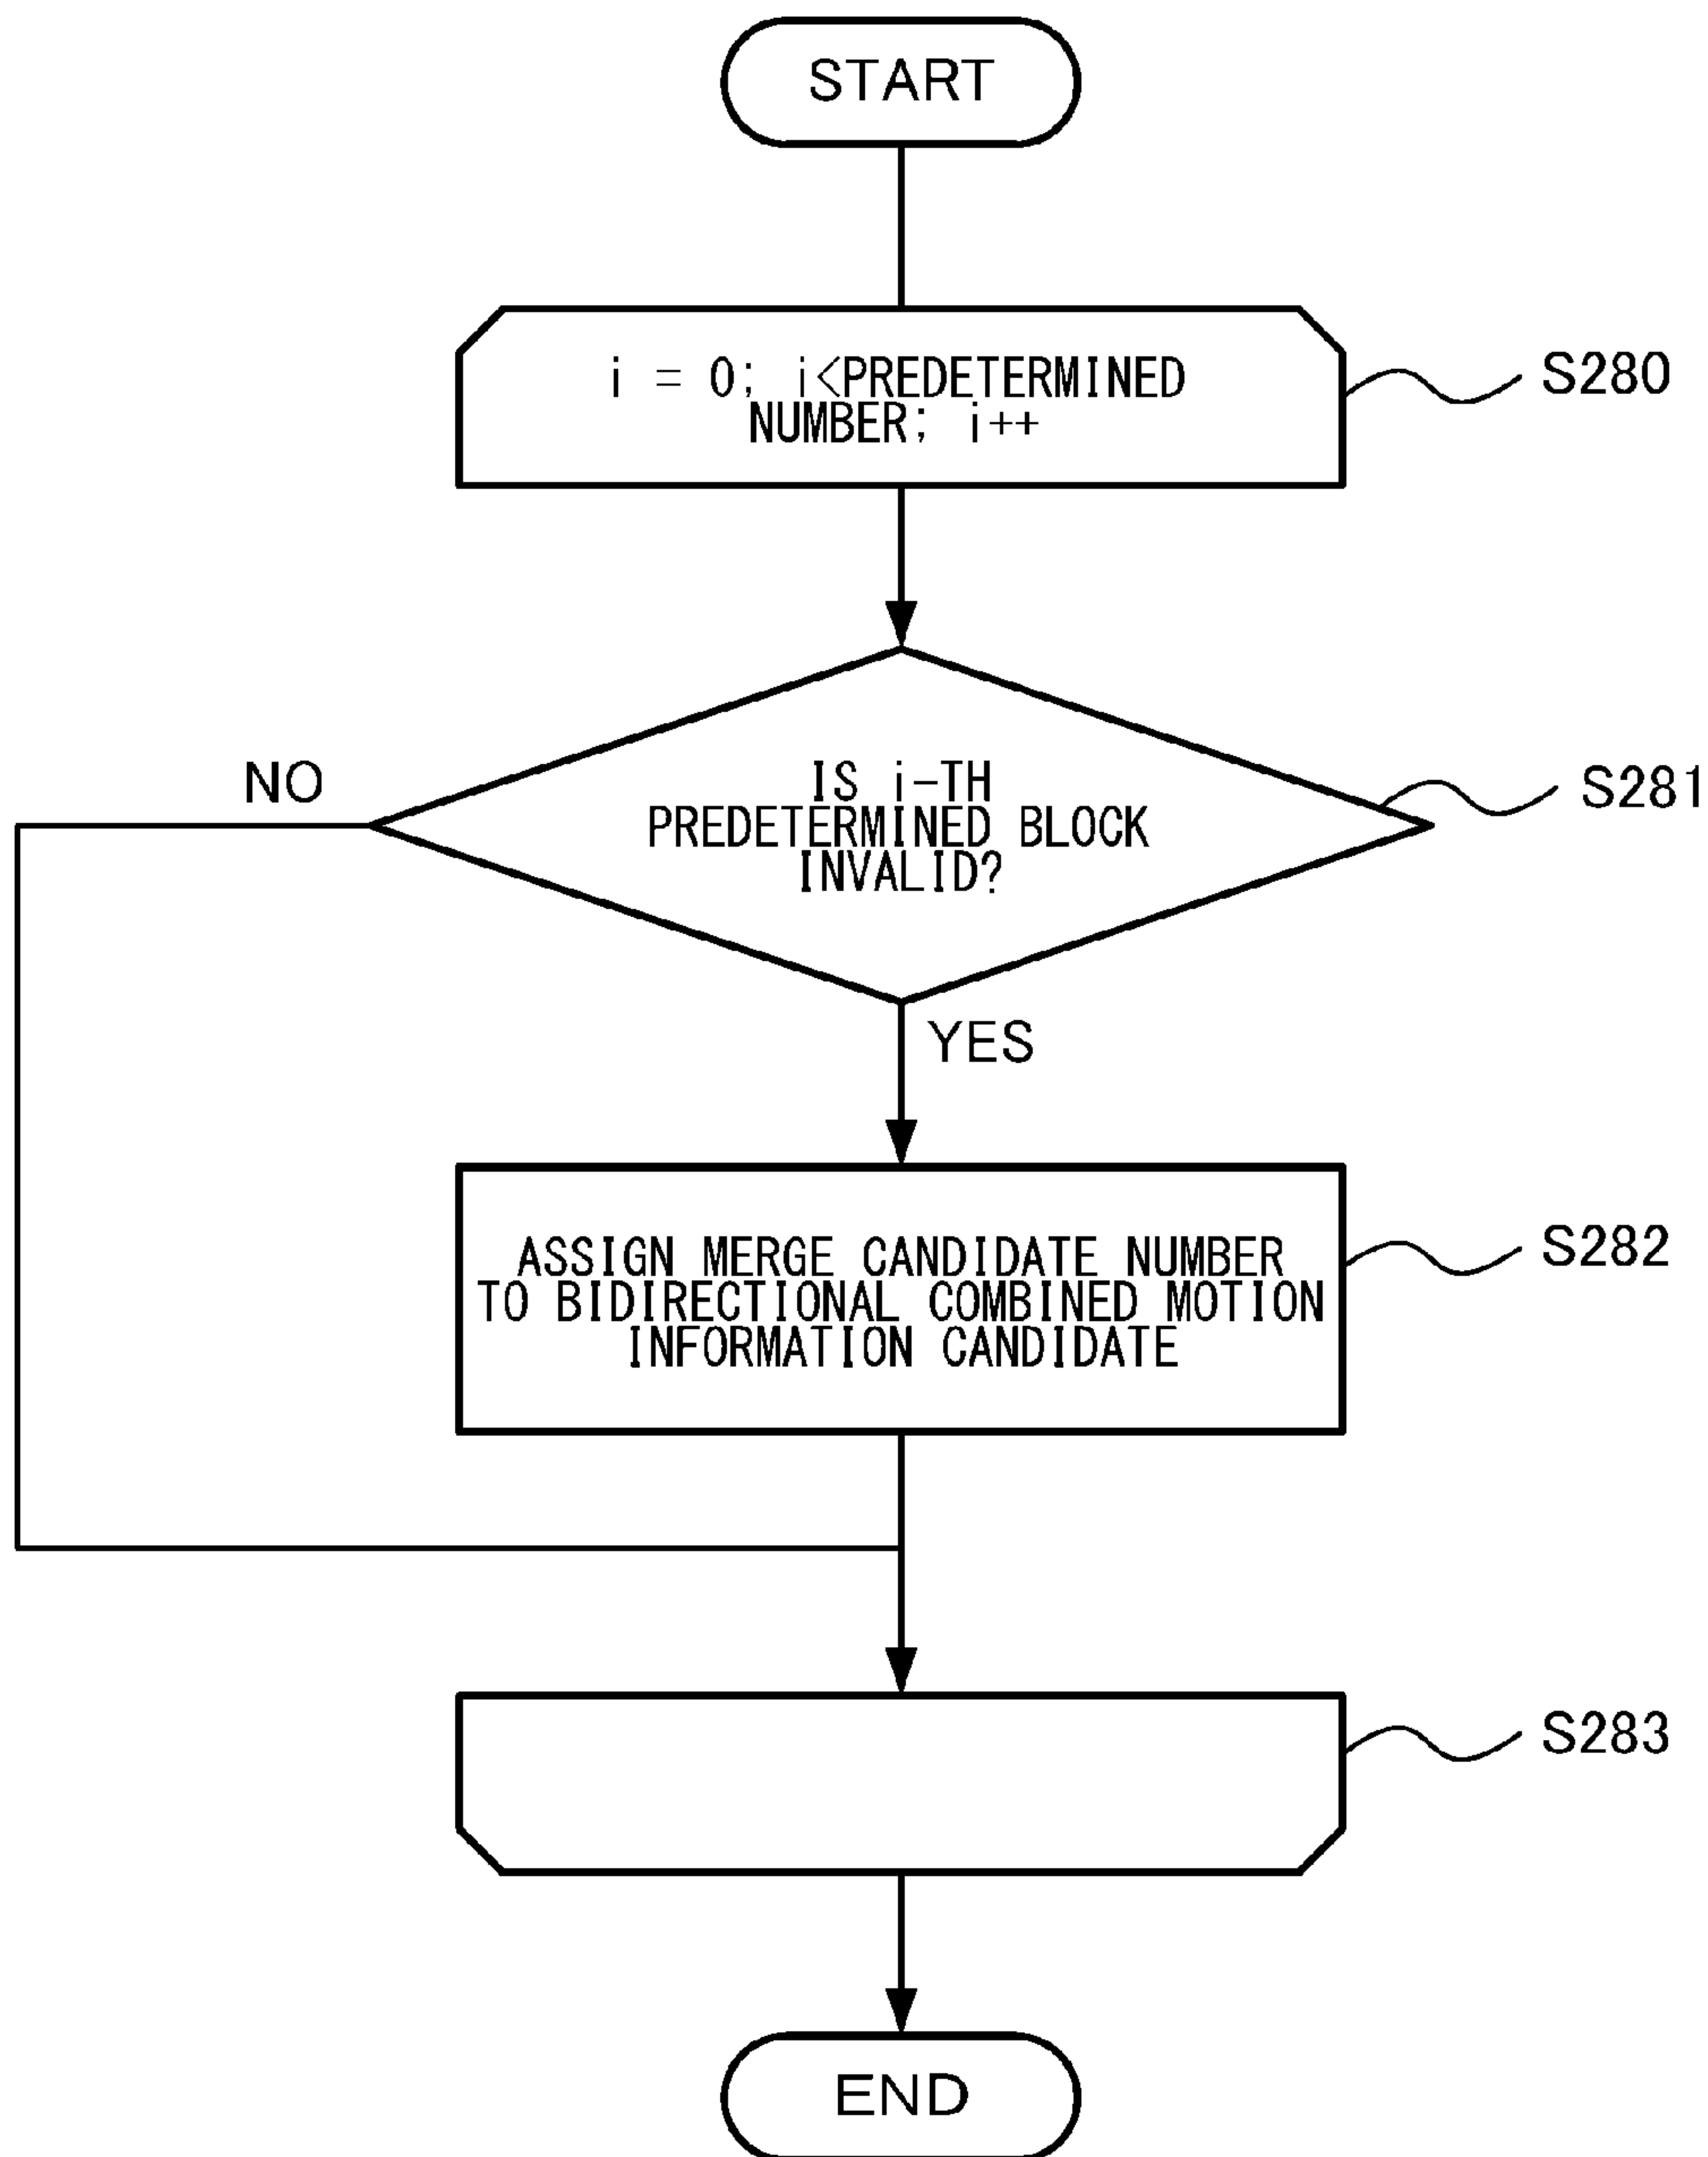 START
i = 0; i<PREDETERMINED
NUMBER; i++
S280
IS i-TH
PREDETERMINED BLOCK
INVALID?
S281
NO
YES
ASSIGN MERGE CANDIDATE NUMBER
TO BIDIRECTIONAL COMBINED MOTION
INFORMATION CANDIDATE
S282
S283
END